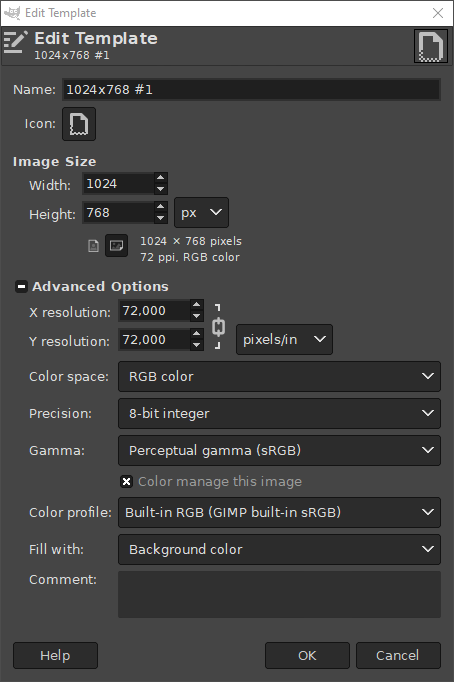 Edit Template
Edit Template
1024x768 #1
Name: 1024x768 #1
Icon:
Image Size
Width: 1024
Height: 768 px
1024 × 768 pixels
72 ppi, RGB color
Advanced Options
X resolution: 72,000
Y resolution: 72,000 pixels/in
Color space: RGB color
Precision: 8-bit integer
Gamma: Perceptual gamma (sRGB)
Color manage this image
Color profile: Built-in RGB (GIMP built-in sRGB)
Fill with: Background color
Comment:
Help OK Cancel